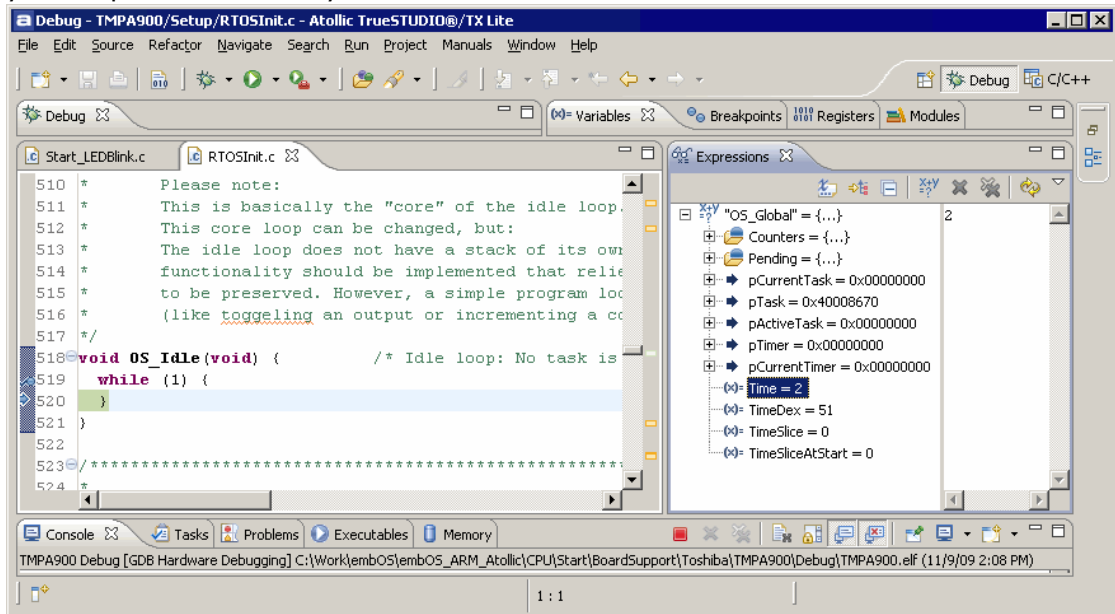 Debug - TMPA900/Setup/RTOSInit.c - Atollic TrueSTUDIO®/TX Lite
File Edit Source Refactor Navigate Search Run Project Manuals Window Help
Debug C/C++
Debug
(x)= Variables Breakpoints Registers Modules
Start_LEDBlink.c RTOSInit.c
510 * Please note:
511 * This is basically the "core" of the idle loop.
512 * This core loop can be changed, but:
513 * The idle loop does not have a stack of its own
514 * functionality should be implemented that relie
515 * to be preserved. However, a simple program loo
516 * (like toggeling an output or incrementing a co
517 */
518 void OS_Idle(void) { /* Idle loop: No task is
519 while (1) {
520 }
521 }
522
523 /************************************************************
524 *
Expressions
"OS_Global" = {...} 2
Counters = {...}
Pending = {...}
pCurrentTask = 0x00000000
pTask = 0x40008670
pActiveTask = 0x00000000
pTimer = 0x00000000
pCurrentTimer = 0x00000000
(x)= Time = 2
(x)= TimeDex = 51
(x)= TimeSlice = 0
(x)= TimeSliceAtStart = 0
Console Tasks Problems Executables Memory
TMPA900 Debug [GDB Hardware Debugging] C:\Work\embOS\embOS_ARM_Atollic\CPU\Start\BoardSupport\Toshiba\TMPA900\Debug\TMPA900.elf (11/9/09 2:08 PM)
1 : 1